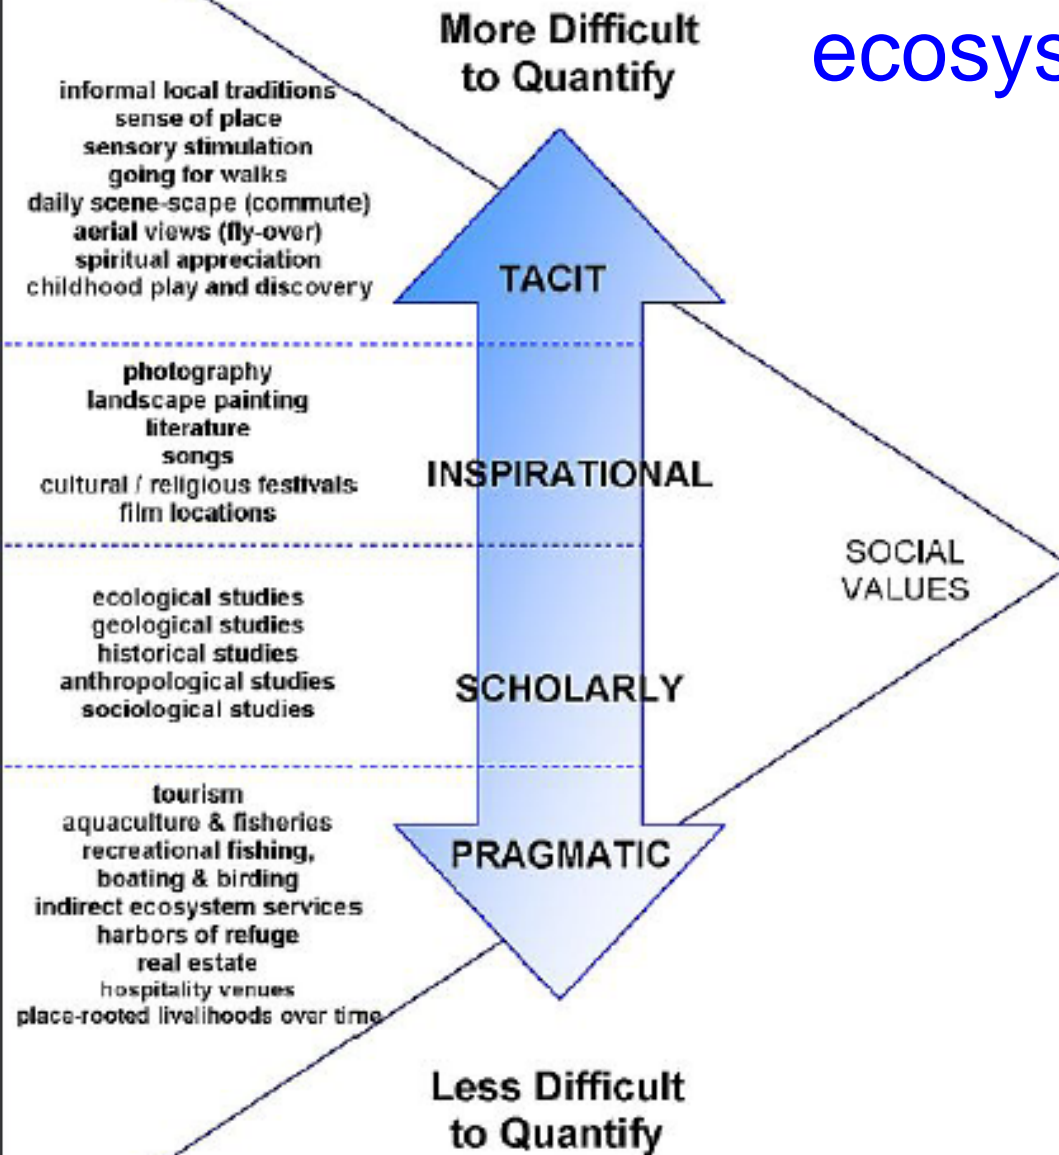 More Difficult
to Quantify
ecosys
informal local traditions
sense of place
sensory stimulation
going for walks
daily scene-scape (commute)
aerial views (fly-over)
spiritual appreciation
childhood play and discovery
TACIT
photography
landscape painting
literature
songs
cultural / religious festivals
film locations
INSPIRATIONAL
SOCIAL
VALUES
ecological studies
geological studies
historical studies
anthropological studies
sociological studies
SCHOLARLY
tourism
aquaculture & fisheries
recreational fishing,
boating & birding
indirect ecosystem services
harbors of refuge
real estate
hospitality venues
place-rooted livelihoods over time
PRAGMATIC
Less Difficult
to Quantify